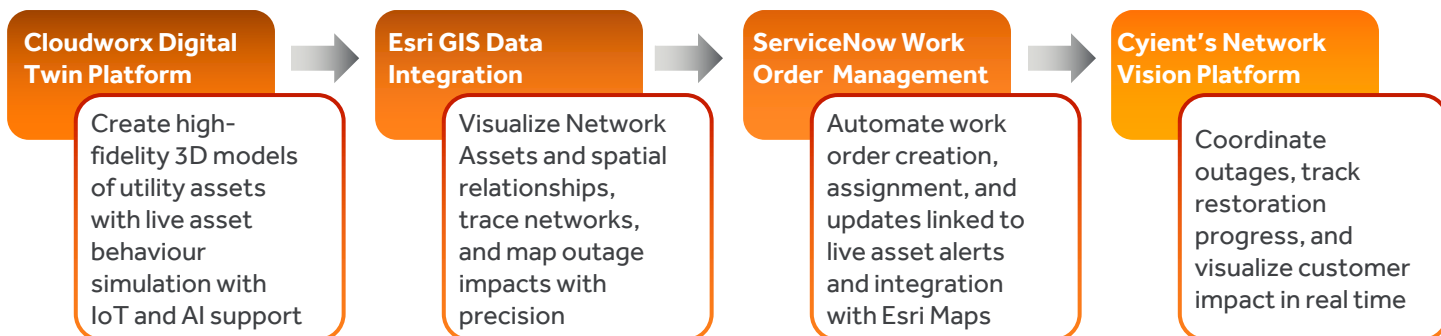 Cloudworx Digital
Twin Platform
Create high-
fidelity 3D models
of utility assets
with live asset
behaviour
simulation with
IoT and AI support
Esri GIS Data
Integration
Visualize Network
Assets and spatial
relationships,
trace networks,
and map outage
impacts with
precision
ServiceNow Work
Order Management
Automate work
order creation,
assignment, and
updates linked to
live asset alerts
and integration
with Esri Maps
Cyient's Network
Vision Platform
Coordinate
outages, track
restoration
progress, and
visualize customer
impact in real time